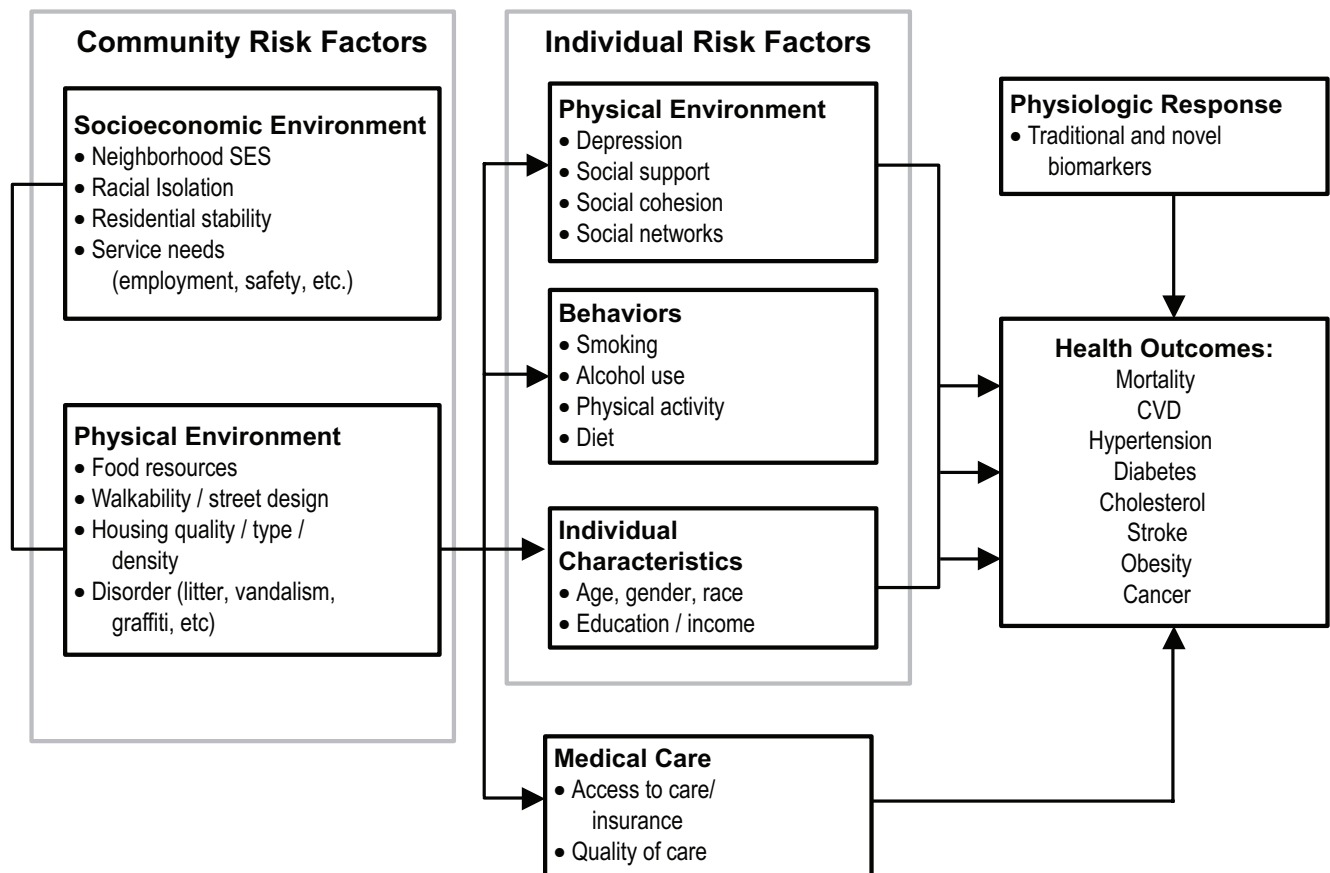 Community Risk Factors
Socioeconomic Environment
• Neighborhood SES
• Racial Isolation
• Residential stability
• Service needs
(employment, safety, etc.)
Physical Environment
• Food resources
• Walkability / street design
• Housing quality / type /
density
• Disorder (litter, vandalism,
graffiti, etc)
Individual Risk Factors
Physical Environment
• Depression
• Social support
• Social cohesion
• Social networks
Behaviors
• Smoking
• Alcohol use
• Physical activity
• Diet
Individual
Characteristics
• Age, gender, race
• Education / income
Medical Care
• Access to care/
insurance
• Quality of care
Physiologic Response
• Traditional and novel
biomarkers
Health Outcomes:
Mortality
CVD
Hypertension
Diabetes
Cholesterol
Stroke
Obesity
Cancer